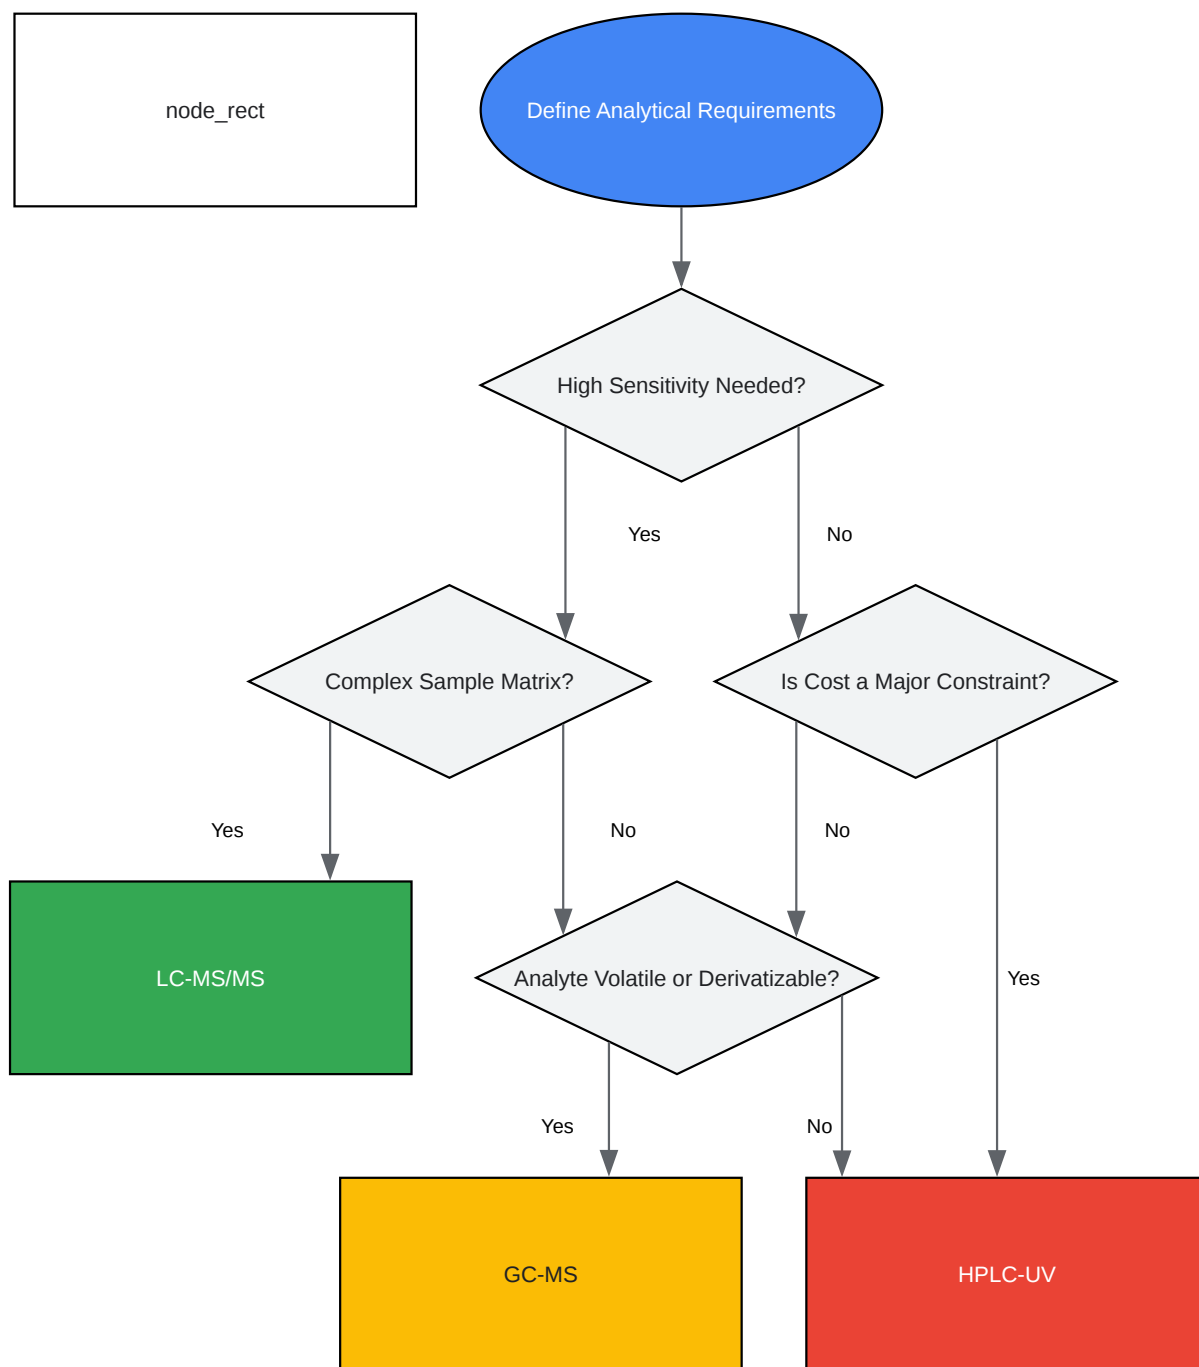 node_rect
Define Analytical Requirements
High Sensitivity Needed?
Yes
No
Complex Sample Matrix?
Is Cost a Major Constraint?
Yes
No
No
LC-MS/MS
Analyte Volatile or Derivatizable?
Yes
Yes
No
GC-MS
HPLC-UV